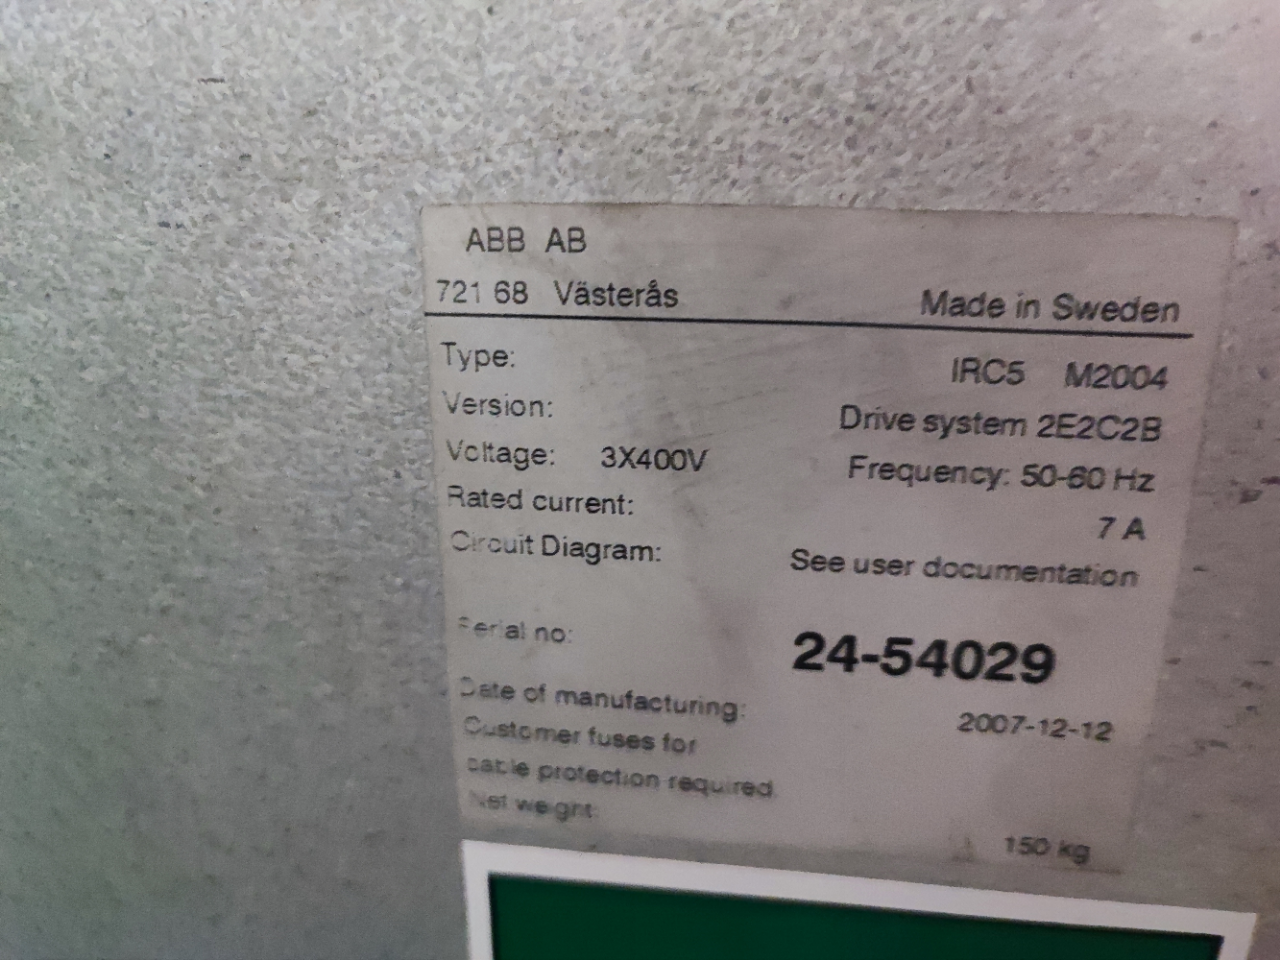 ABB AB
721 68 Västerås Made in Sweden
Type: IRC5 M2004
Version: Drive system 2E2C2B
Voltage: 3X400V Frequency: 50-60 Hz
Rated current: 7 A
Circuit Diagram: See user documentation
Serial no: 24-54029
Date of manufacturing: 2007-12-12
Customer fuses for
cable protection required
Net weight: 150 kg